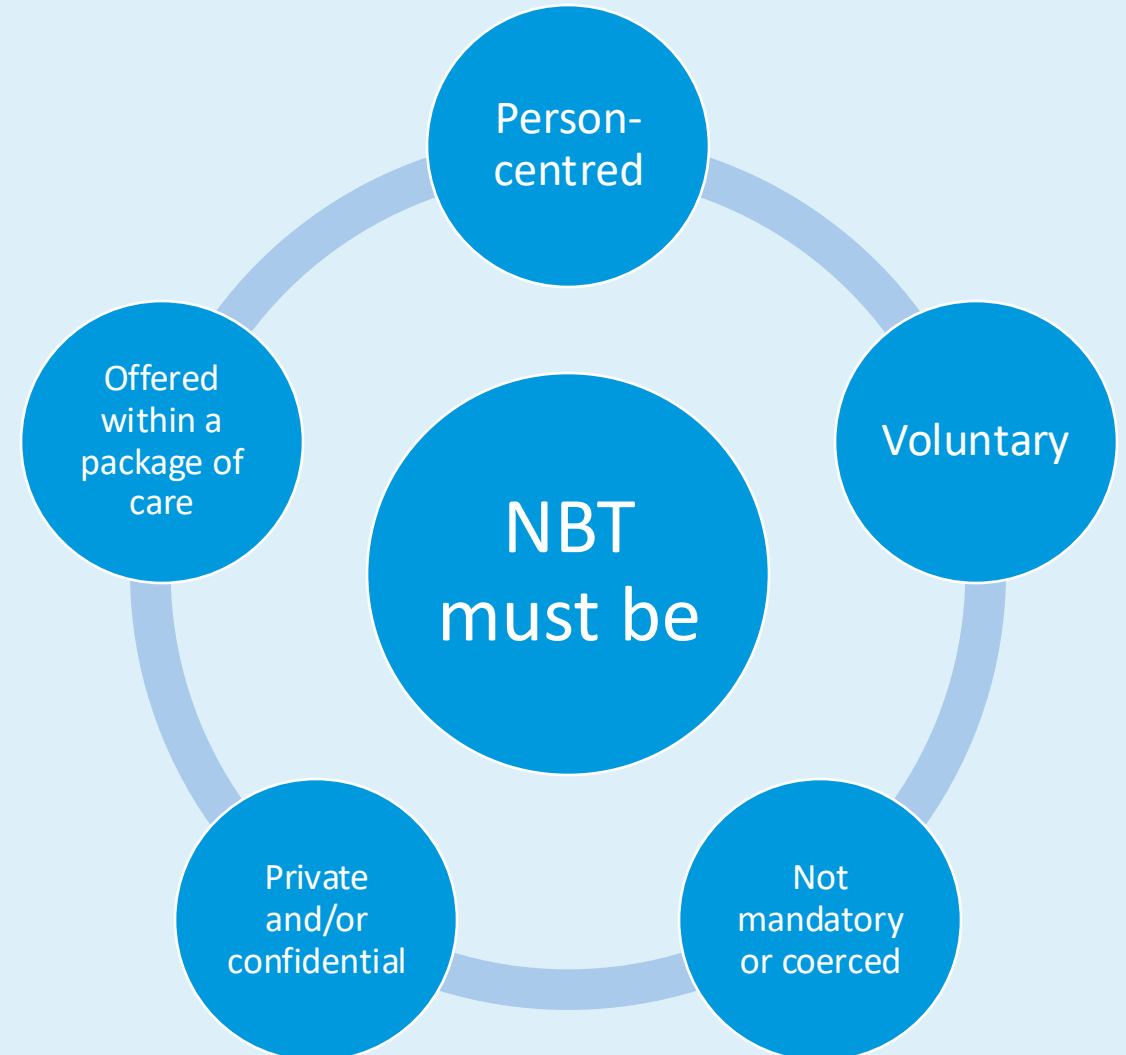 Person-
centred
Voluntary
Not
mandatory
or coerced
Private
and/or
confidential
Offered
within a
package of
care
NBT
must be